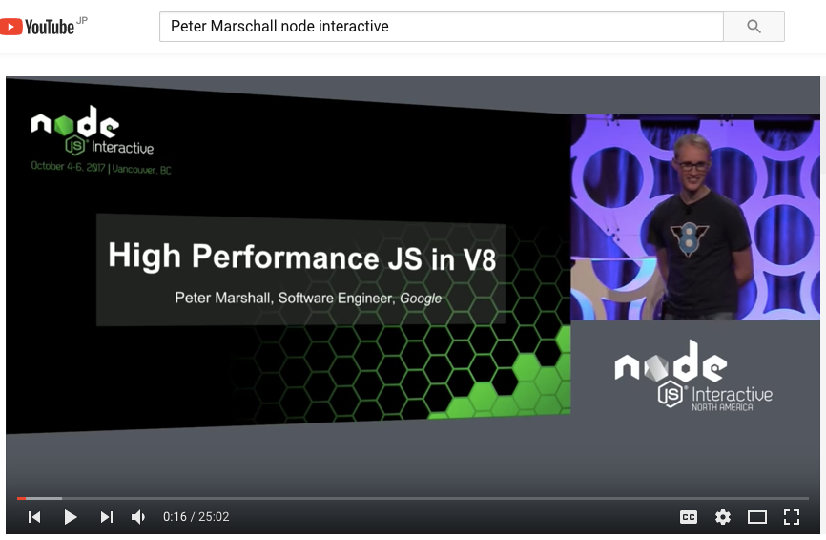 YouTube JP
Peter Marschall node interactive
node
JS Interactive
October 4-6, 2017 | Vancouver, BC
High Performance JS in V8
Peter Marshall, Software Engineer, Google
8
node
JS Interactive
NORTH AMERICA
0:16 / 25:02
CC